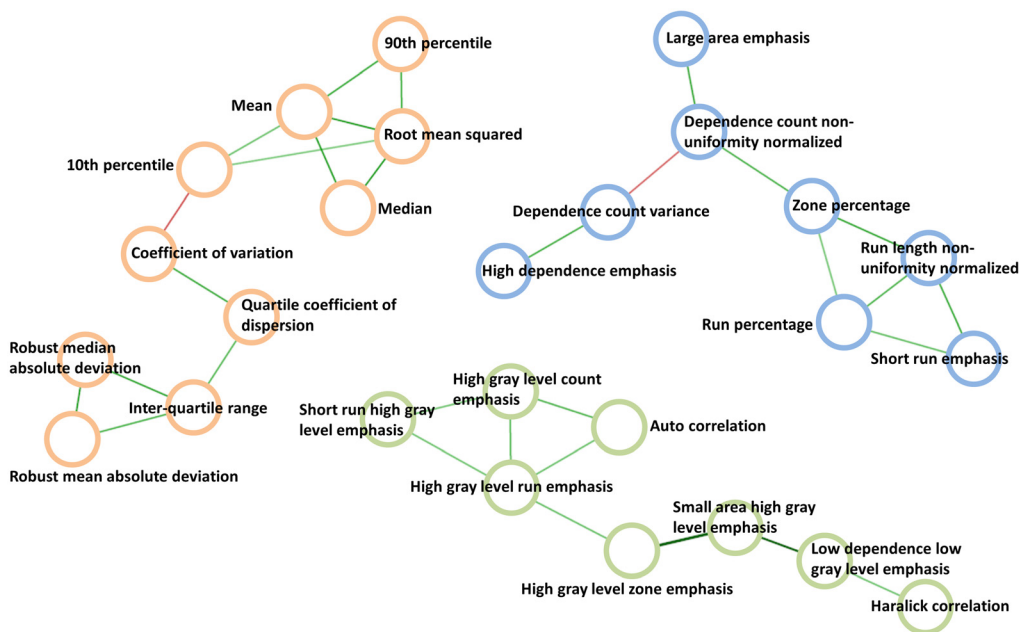 90th percentile
Mean
Root mean squared
10th percentile
Median
Coefficient of variation
Quartile coefficient of
dispersion
Robust median
absolute deviation
Inter-quartile range
Robust mean absolute deviation
Large area emphasis
Dependence count non-
uniformity normalized
Dependence count variance
High dependence emphasis
Zone percentage
Run length non-
uniformity normalized
Run percentage
Short run emphasis
High gray level count
emphasis
Short run high gray
level emphasis
Auto correlation
High gray level run emphasis
Small area high gray
level emphasis
High gray level zone emphasis
Low dependence low
gray level emphasis
Haralick correlation